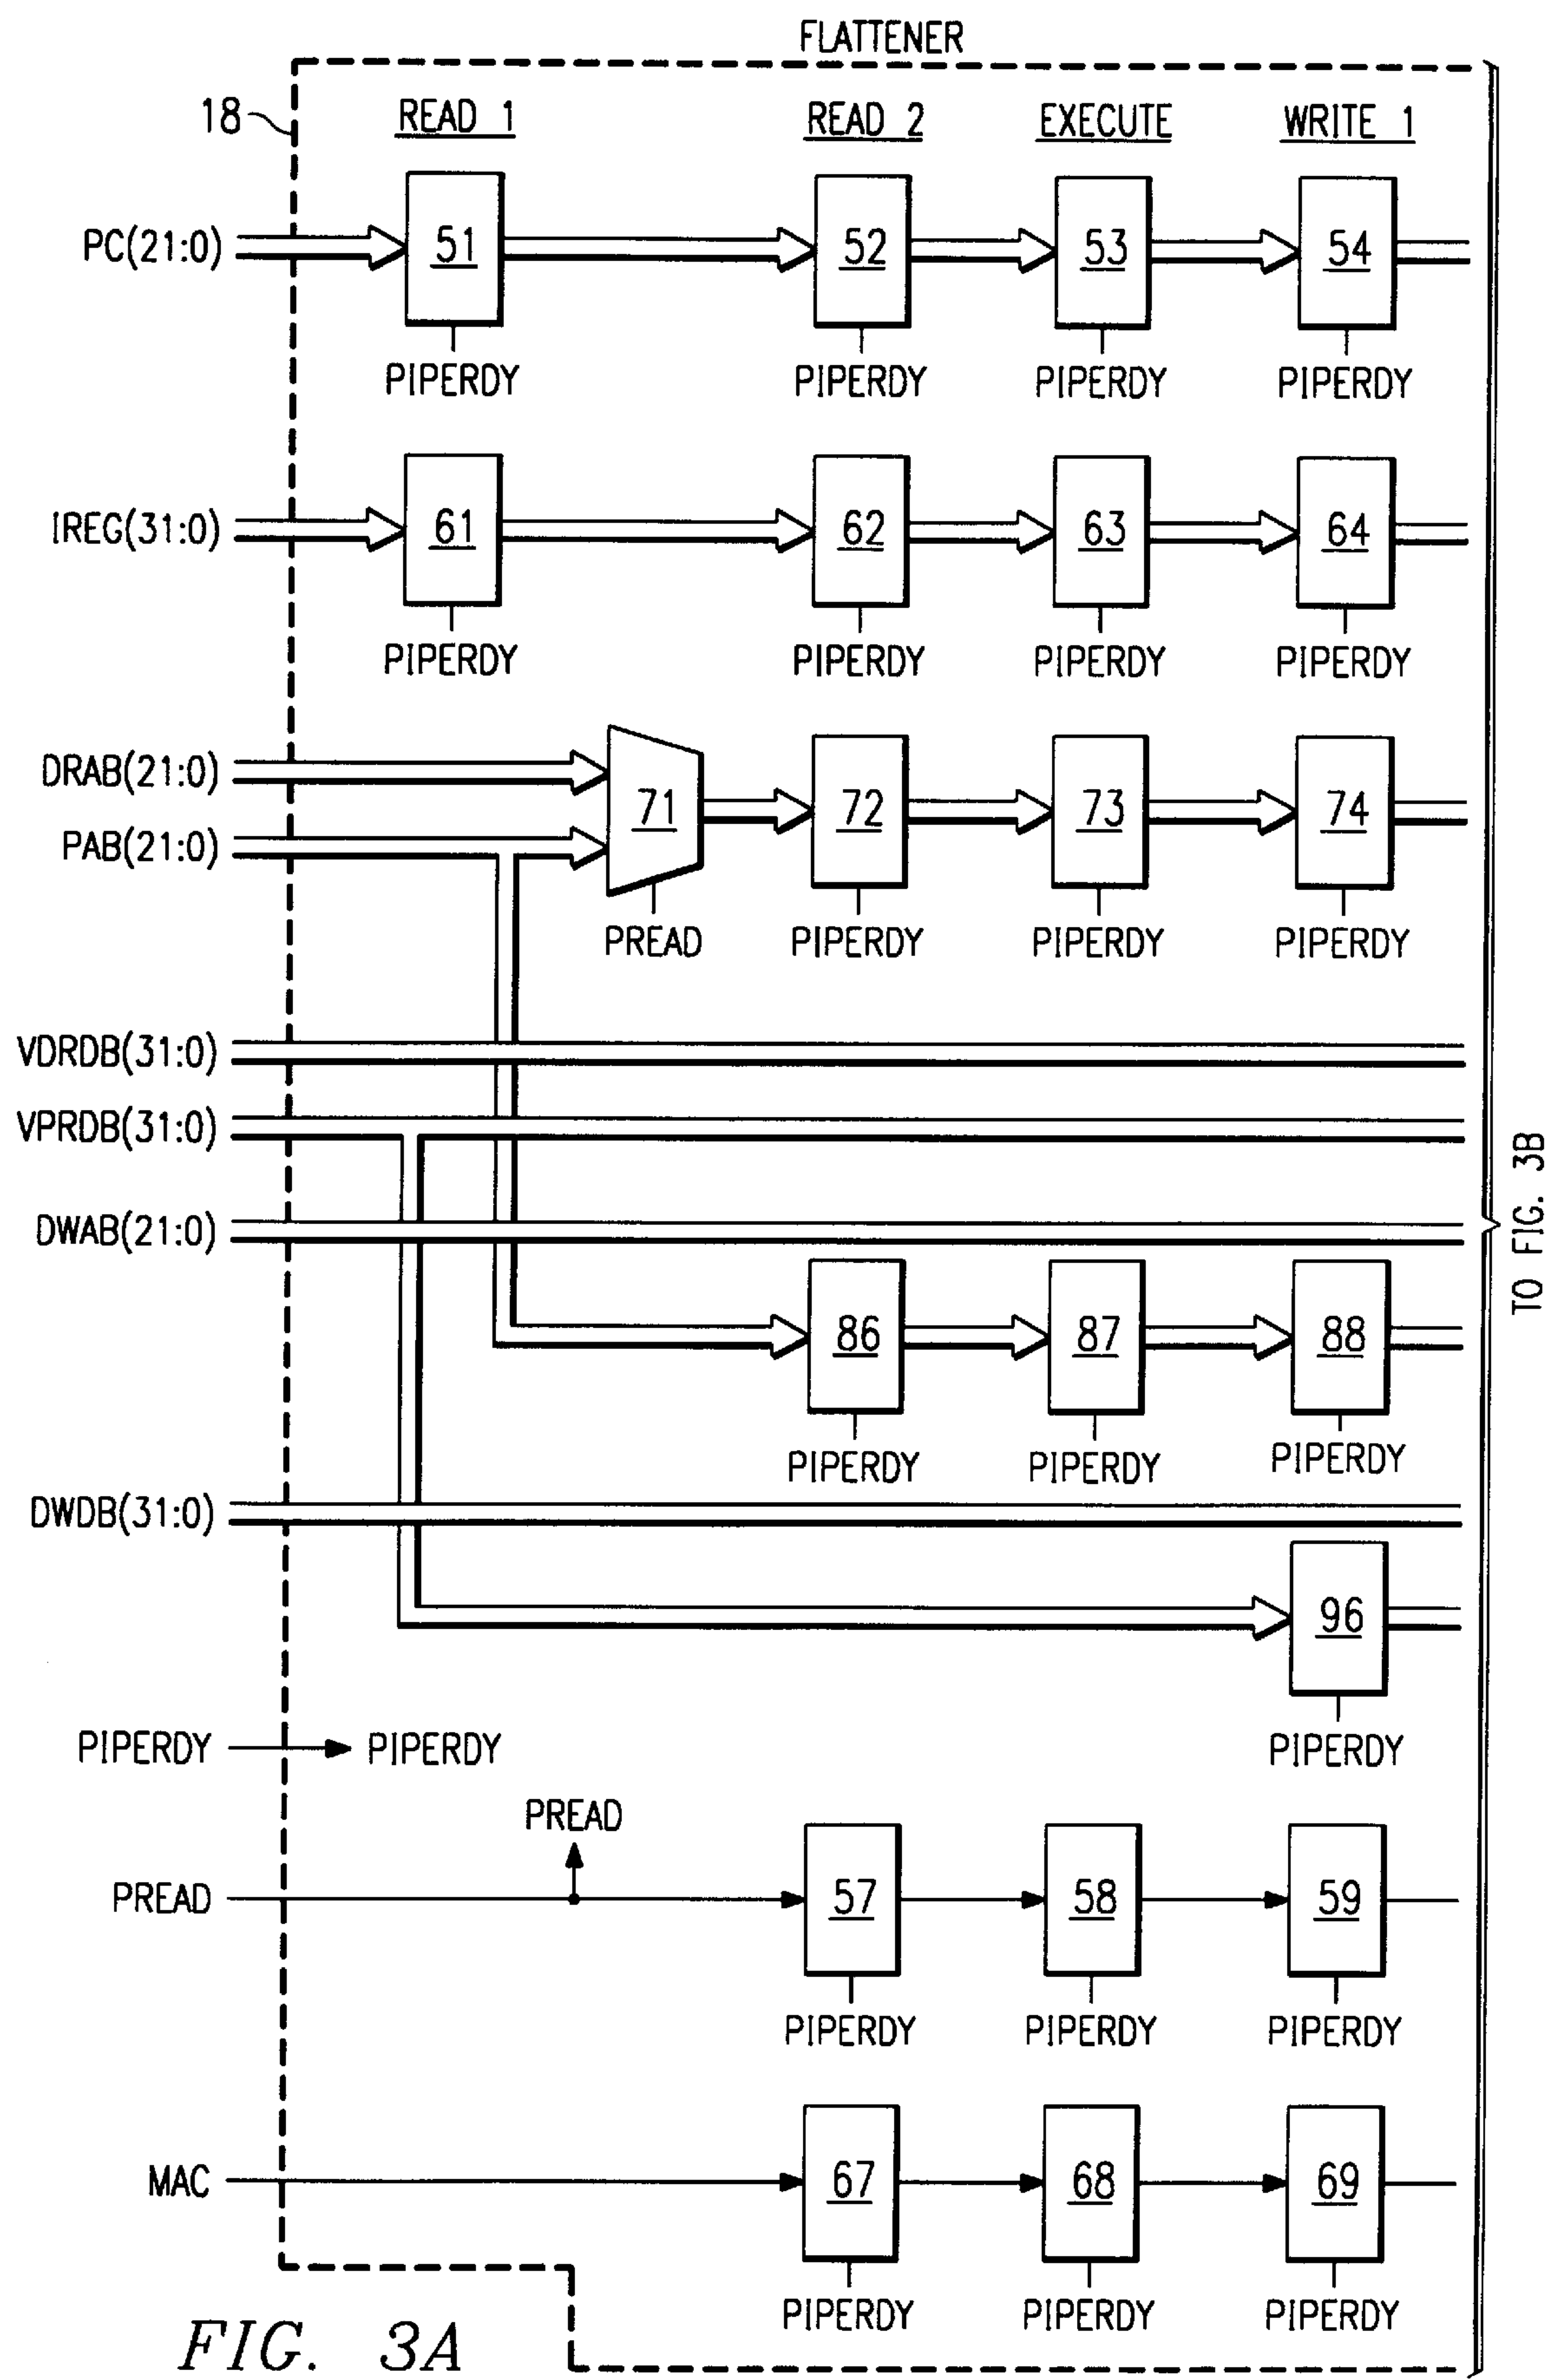 FLATTENER
18
READ 1 READ 2 EXECUTE WRITE 1
PC(21:0) 51 52 53 54
PIPERDY PIPERDY PIPERDY PIPERDY
IREG(31:0) 61 62 63 64
PIPERDY PIPERDY PIPERDY PIPERDY
DRAB(21:0)
71 72 73 74
PAB(21:0)
PREAD PIPERDY PIPERDY PIPERDY
VDRDB(31:0)
VPRDB(31:0)
DWAB(21:0)
TO FIG. 3B
86 87 88
PIPERDY PIPERDY PIPERDY
DWDB(31:0)
96
PIPERDY
PIPERDY PIPERDY
PREAD
PREAD 57 58 59
PIPERDY PIPERDY PIPERDY
MAC 67 68 69
PIPERDY PIPERDY PIPERDY
FIG. 3A